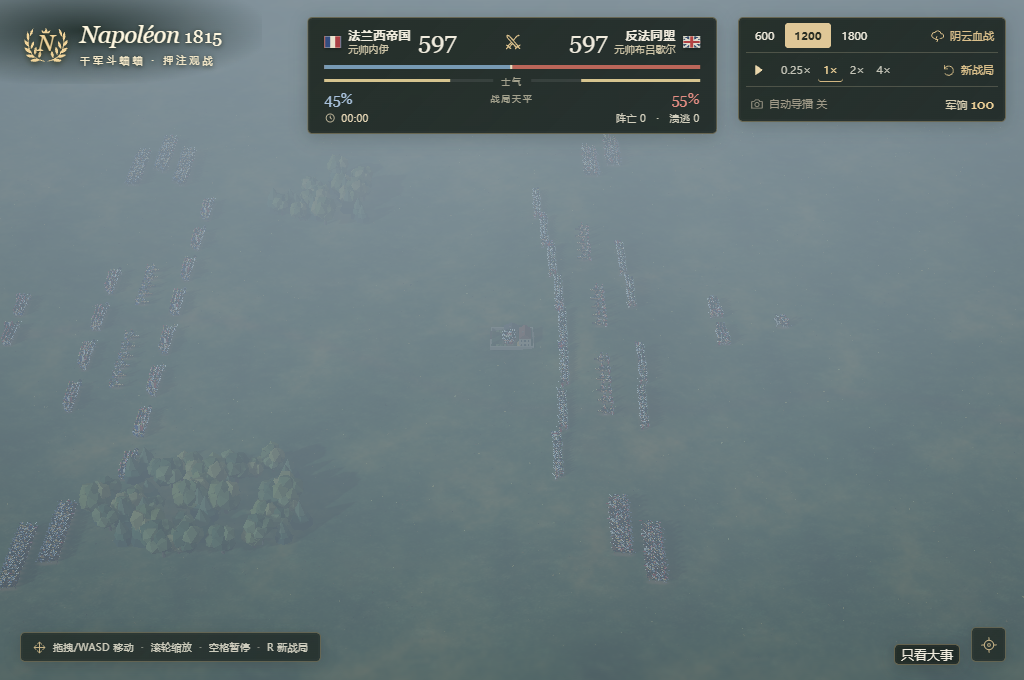 Napoléon 1815
千军斗蛐蛐 · 押注观战
法兰西帝国
元帅内伊
597
597
反法同盟
元帅布吕歇尔
士气
45%
战局天平
55%
00:00
阵亡 0 · 溃逃 0
600 1200 1800 阴云血战
0.25× 1× 2× 4× 新战局
自动导播 关 军饷 100
拖拽/WASD 移动 · 滚轮缩放 · 空格暂停 · R 新战局
只看大事